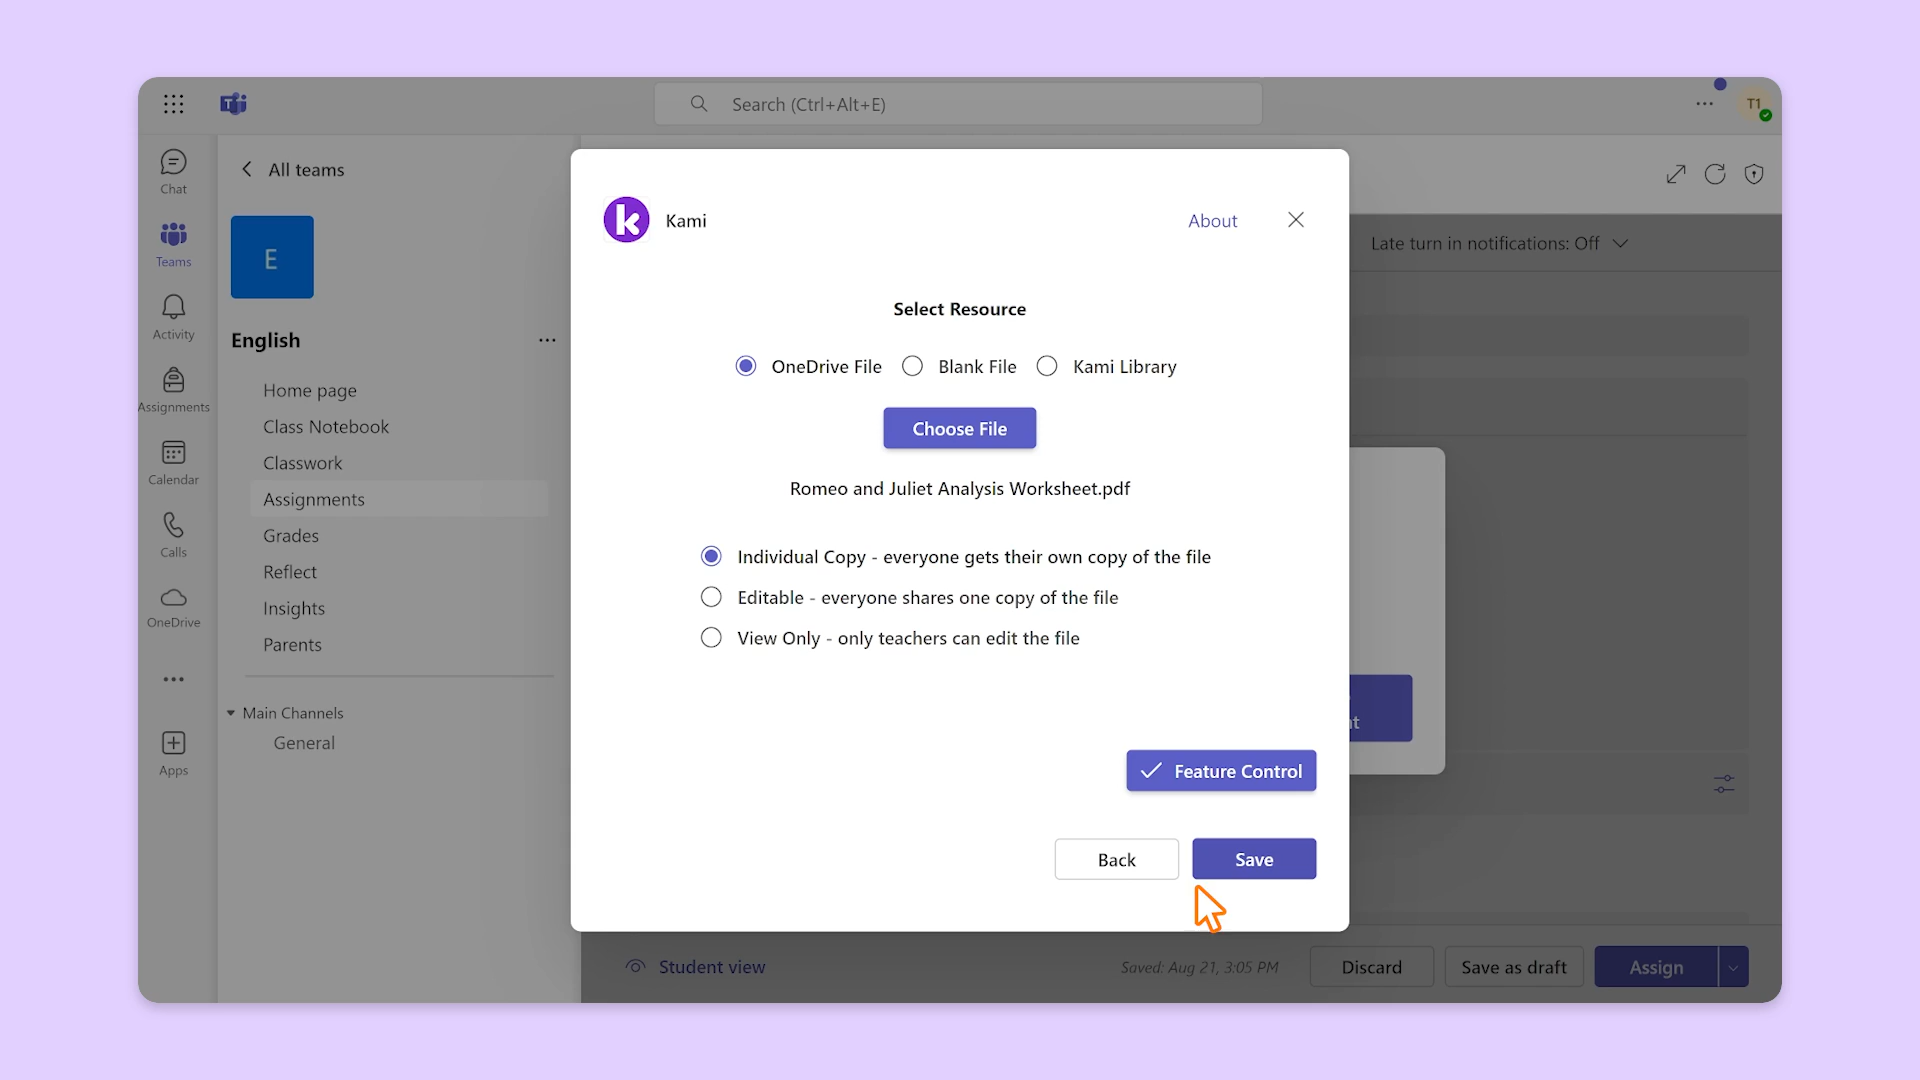 Search (Ctrl+Alt+E)
T1
Chat
Teams
Activity
Assignments
Calendar
Calls
OneDrive
Apps
All teams
E
English
Home page
Class Notebook
Classwork
Assignments
Grades
Reflect
Insights
Parents
Main Channels
General
Late turn in notifications: Off
k Kami
About
Select Resource
OneDrive File Blank File Kami Library
Choose File
Romeo and Juliet Analysis Worksheet.pdf
Individual Copy - everyone gets their own copy of the file
Editable - everyone shares one copy of the file
View Only - only teachers can edit the file
Feature Control
Back Save
Student view
Saved: Aug 21, 3:05 PM
Discard
Save as draft
Assign